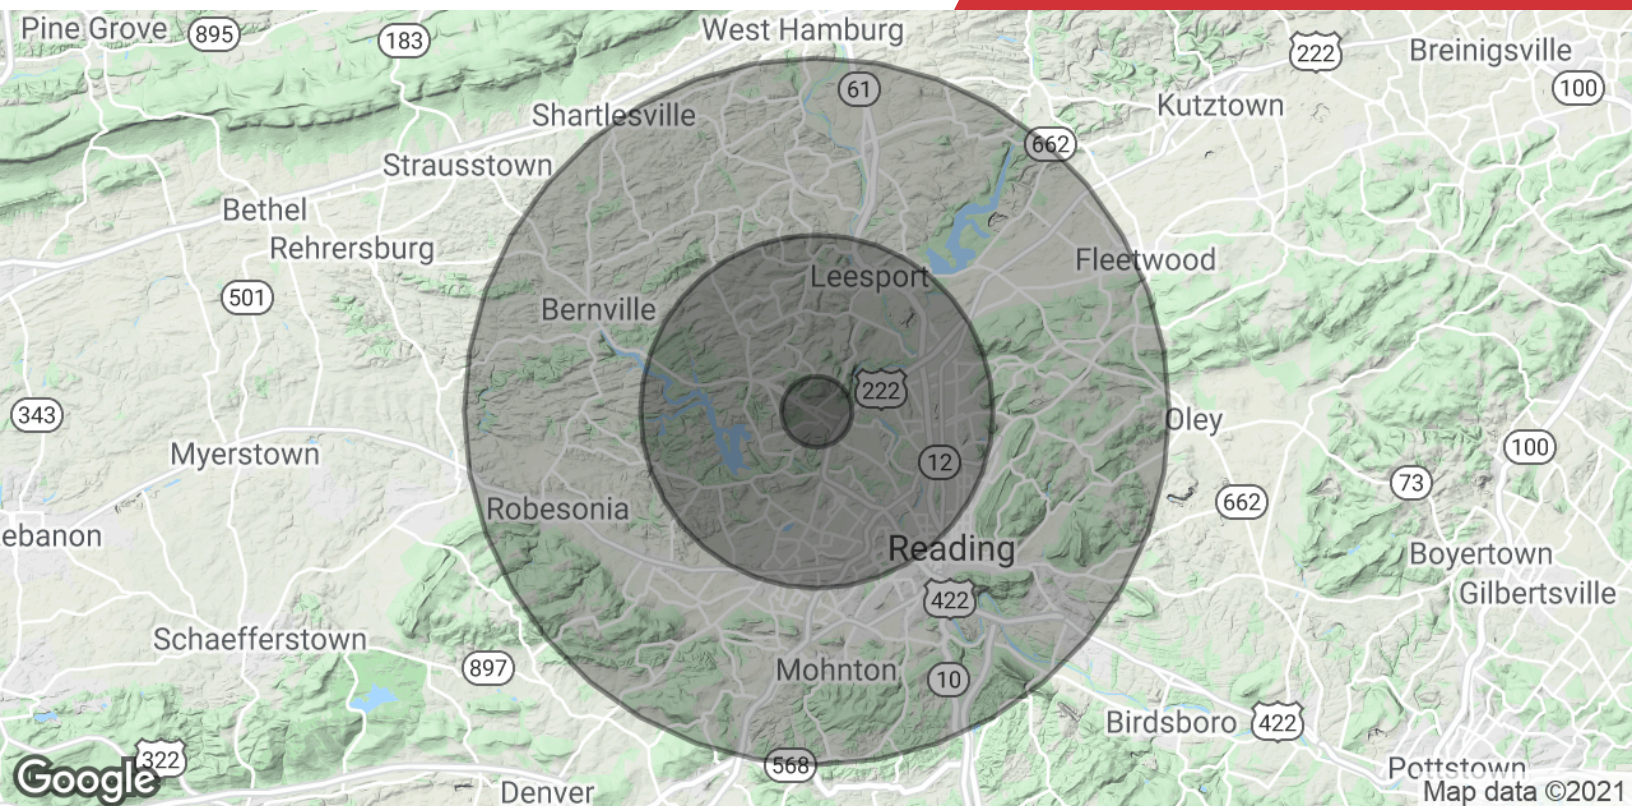 Pine Grove
895
183
West Hamburg
222
Breinigsville
61
100
Shartlesville
Kutztown
662
Strausstown
Bethel
Rehrersburg
Fleetwood
Leesport
501
Bernville
222
343
Oley
Myerstown
12
100
73
Robesonia
662
ebanon
Reading
Boyertown
422
Gilbertsville
Schaefferstown
897
Mohnton
10
Birdsboro
422
322
568
Pottstown
Google
Denver
Map data ©2021